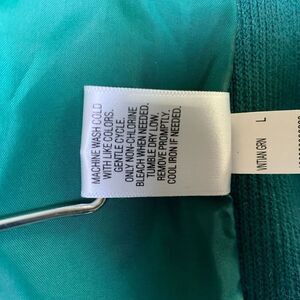 MACHINE WASH COLD
WITH LIKE COLORS.
GENTLE CYCLE.
ONLY NON-CHLORINE
BLEACH WHEN NEEDED.
TUMBLE DRY LOW.
REMOVE PROMPTLY.
COOL IRON IF NEEDED.
L
VNTIAN GRN